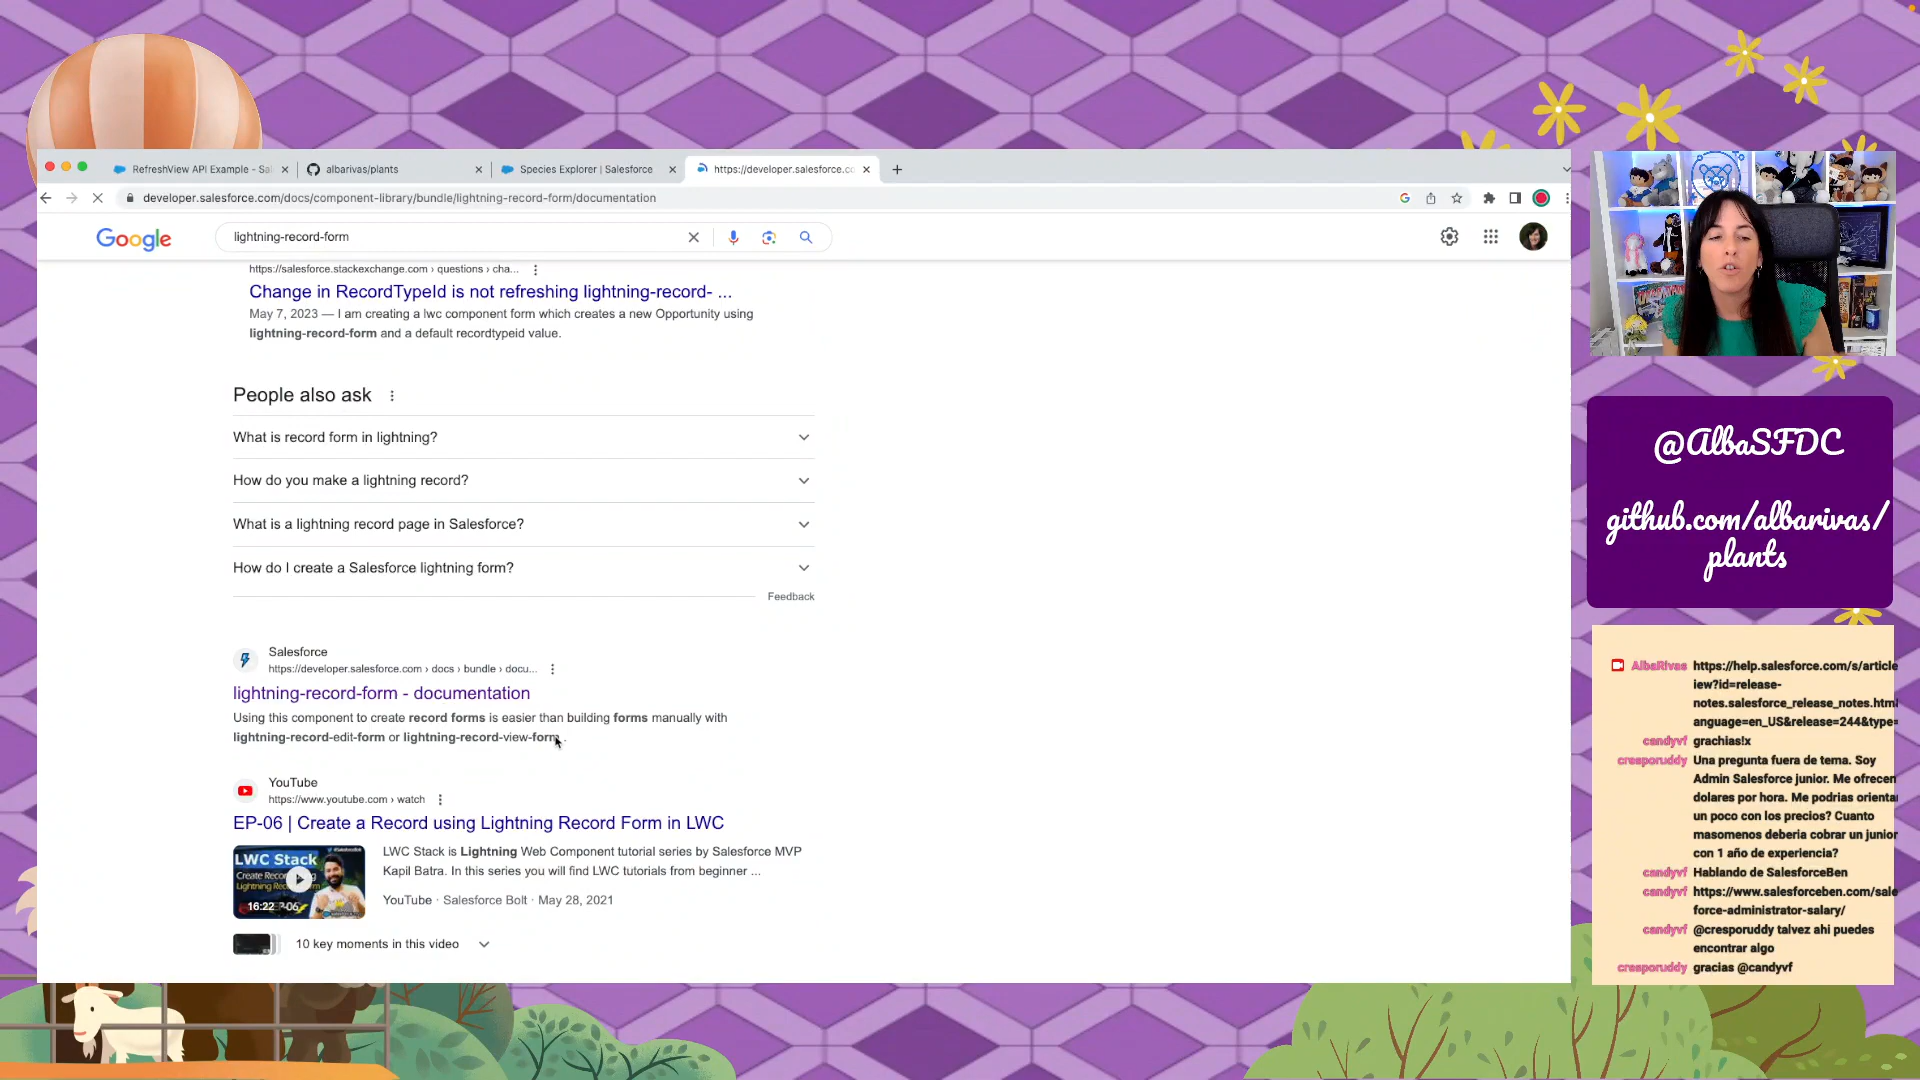 RefreshView API Example - Sal
albarivas/plants
Species Explorer | Salesforce
https://developer.salesforce.co
developer.salesforce.com/docs/component-library/bundle/lightning-record-form/documentation
Google
lightning-record-form
https://salesforce.stackexchange.com › questions › cha...
Change in RecordTypeId is not refreshing lightning-record- ...
May 7, 2023 — I am creating a lwc component form which creates a new Opportunity using
lightning-record-form and a default recordtypeid value.
People also ask
What is record form in lightning?
How do you make a lightning record?
What is a lightning record page in Salesforce?
How do I create a Salesforce lightning form?
Feedback
Salesforce
https://developer.salesforce.com › docs › bundle › docu...
lightning-record-form - documentation
Using this component to create record forms is easier than building forms manually with
lightning-record-edit-form or lightning-record-view-form .
YouTube
https://www.youtube.com › watch
EP-06 | Create a Record using Lightning Record Form in LWC
LWC Stack
16:22
LWC Stack is Lightning Web Component tutorial series by Salesforce MVP
Kapil Batra. In this series you will find LWC tutorials from beginner ...
YouTube · Salesforce Bolt · May 28, 2021
10 key moments in this video
@AlbaSFDC
github.com/albarivas/
plants
AlbaRivas https://help.salesforce.com/s/article
iew?id=release-
notes.salesforce_release_notes.html
anguage=en_US&release=244&type=
candyvf grachias!x
cresporuddy Una pregunta fuera de tema. Soy
Admin Salesforce junior. Me ofrecen
dolares por hora. Me podrias orienta
un poco con los precios? Cuanto
masomenos deberia cobrar un junior
con 1 año de experiencia?
candyvf Hablando de SalesforceBen
candyvf https://www.salesforceben.com/sale
force-administrator-salary/
candyvf @cresporuddy talvez ahi puedes
encontrar algo
cresporuddy gracias @candyvf